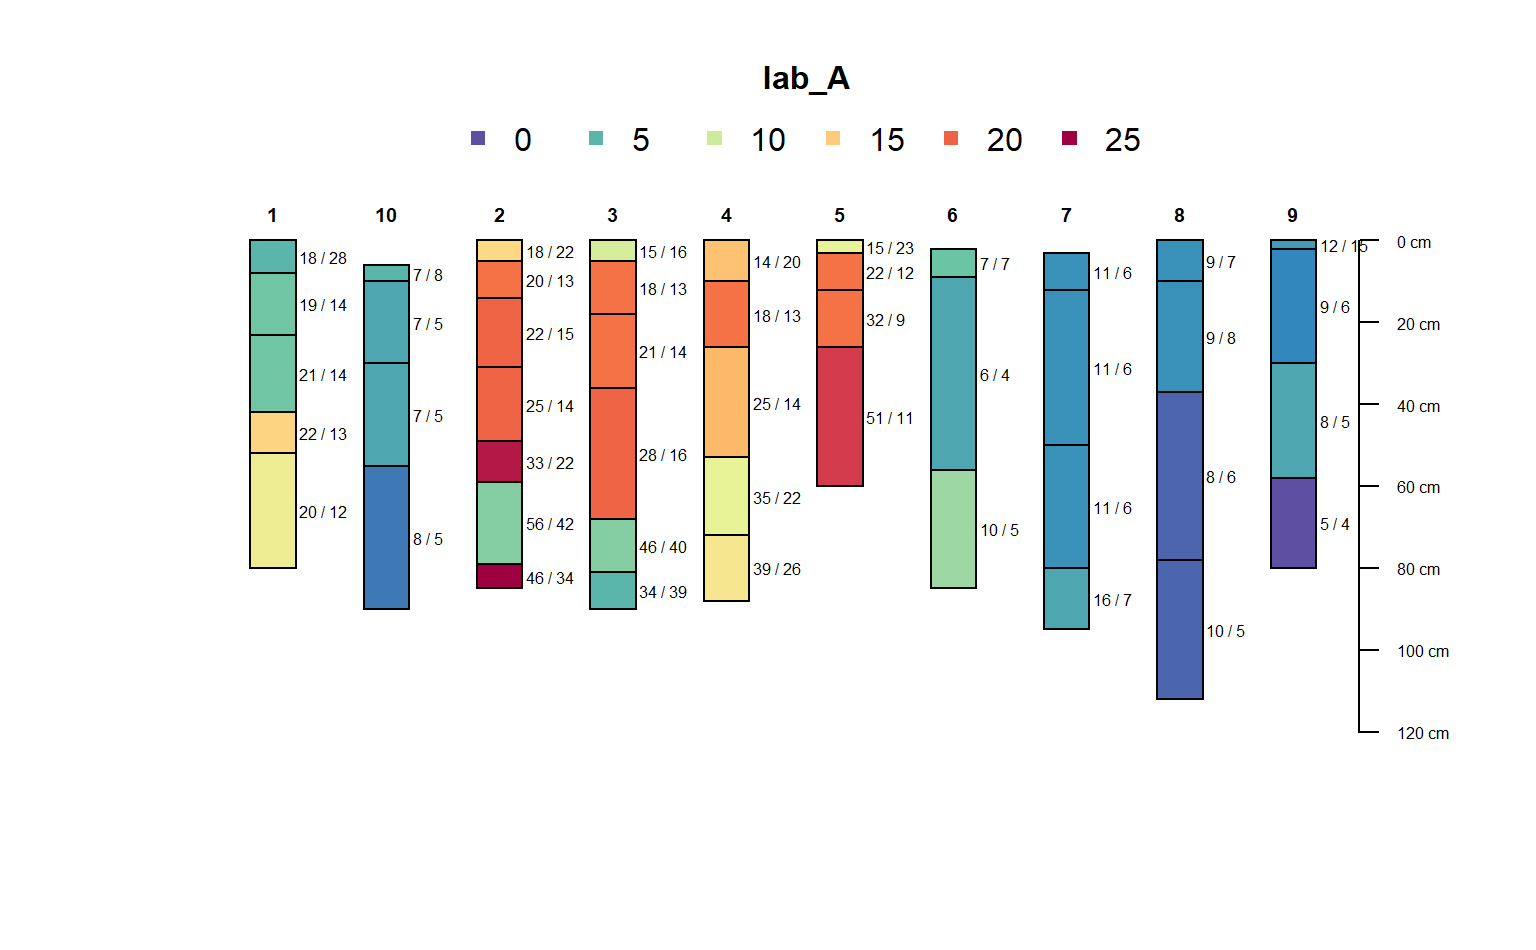 lab_A
0 5 10 15 20 25
1 10 2 3 4 5 6 7 8 9
18 / 28
19 / 14
21 / 14
22 / 13
20 / 12
7 / 8
7 / 5
7 / 5
8 / 5
18 / 22
20 / 13
22 / 15
25 / 14
33 / 22
56 / 42
46 / 34
15 / 16
18 / 13
21 / 14
28 / 16
46 / 40
34 / 39
14 / 20
18 / 13
25 / 14
35 / 22
39 / 26
15 / 23
22 / 12
32 / 9
51 / 11
7 / 7
6 / 4
10 / 5
11 / 6
11 / 6
11 / 6
16 / 7
9 / 7
9 / 8
8 / 6
10 / 5
12 / 15
9 / 6
8 / 5
5 / 4
0 cm
20 cm
40 cm
60 cm
80 cm
100 cm
120 cm